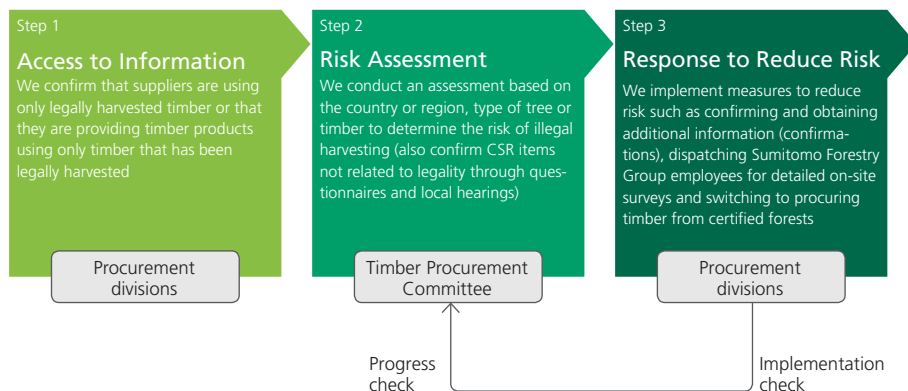 Step 1
Access to Information
We confirm that suppliers are using
only legally harvested timber or that
they are providing timber products
using only timber that has been
legally harvested
Procurement
divisions
Step 2
Risk Assessment
We conduct an assessment based on
the country or region, type of tree or
timber to determine the risk of illegal
harvesting (also confirm CSR items
not related to legality through ques-
tionnaires and local hearings)
Timber Procurement
Committee
Step 3
Response to Reduce Risk
We implement measures to reduce
risk such as confirming and obtaining
additional information (confirma-
tions), dispatching Sumitomo Forestry
Group employees for detailed on-site
surveys and switching to procuring
timber from certified forests
Procurement
divisions
Progress
check
Implementation
check